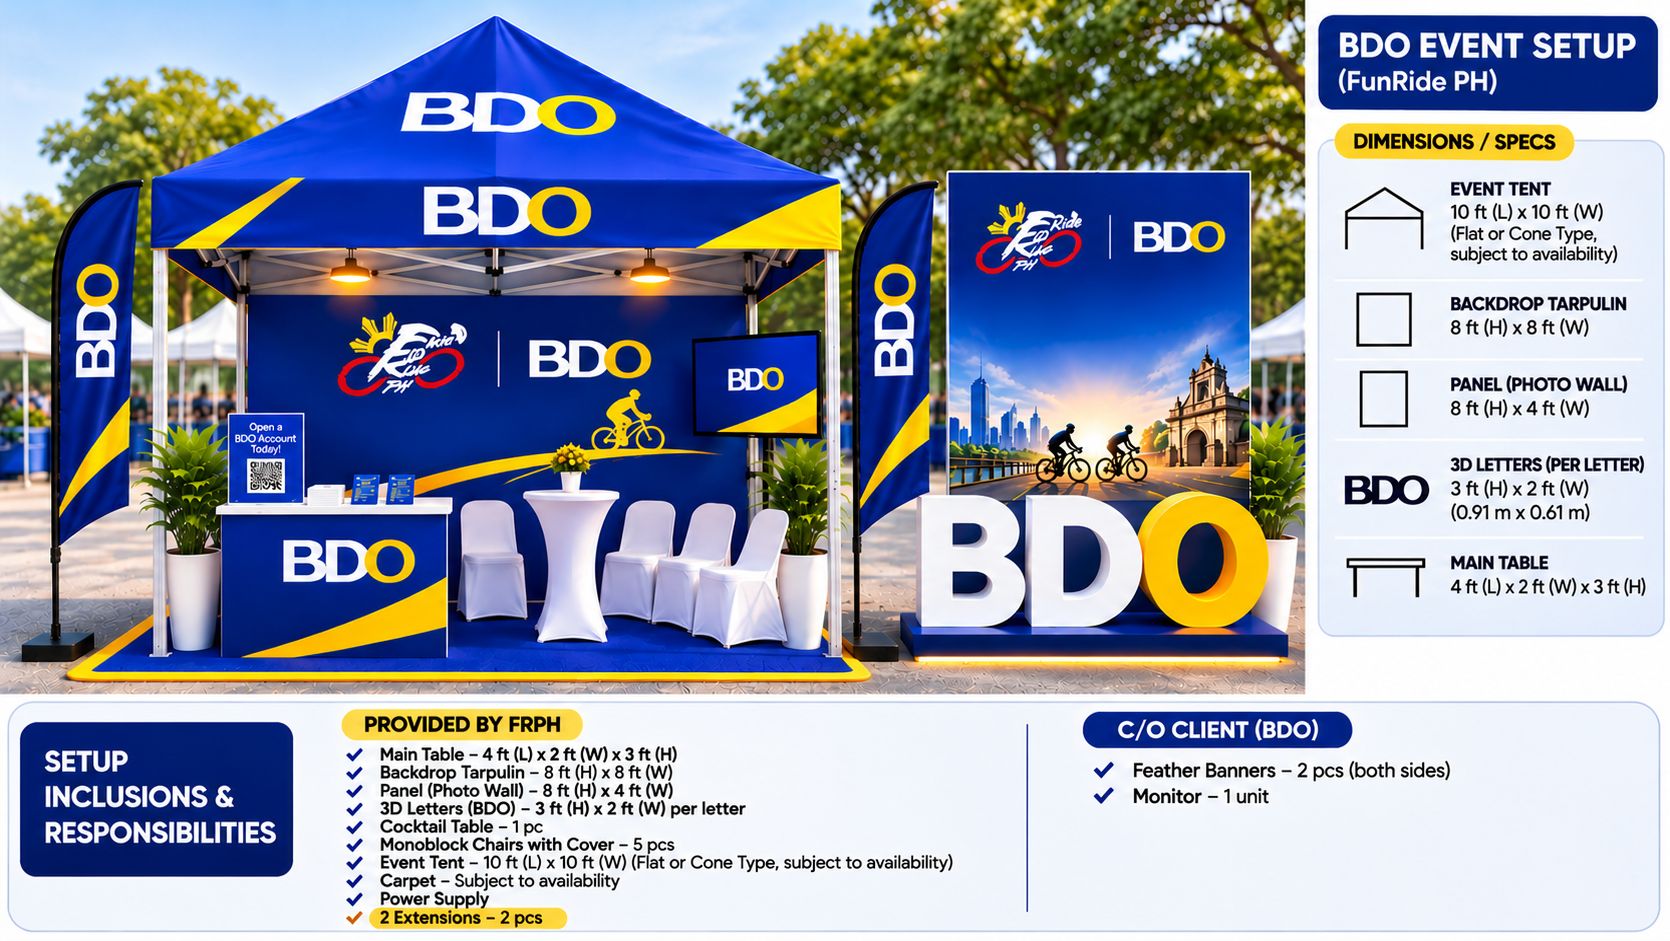 BDO
BDO
BDO
BDO
FunRide PH
BDO
BDO
BDO
Open a
BDO Account
Today!
BDO
Ride
PH
BDO
BDO
BDO EVENT SETUP
(FunRide PH)
DIMENSIONS / SPECS
EVENT TENT
10 ft (L) x 10 ft (W)
(Flat or Cone Type,
subject to availability)
BACKDROP TARPULIN
8 ft (H) x 8 ft (W)
PANEL (PHOTO WALL)
8 ft (H) x 4 ft (W)
BDO
3D LETTERS (PER LETTER)
3 ft (H) x 2 ft (W)
(0.91 m x 0.61 m)
MAIN TABLE
4 ft (L) x 2 ft (W) x 3 ft (H)
SETUP
INCLUSIONS &
RESPONSIBILITIES
PROVIDED BY FRPH
Main Table – 4 ft (L) x 2 ft (W) x 3 ft (H)
Backdrop Tarpulin – 8 ft (H) x 8 ft (W)
Panel (Photo Wall) – 8 ft (H) x 4 ft (W)
3D Letters (BDO) – 3 ft (H) x 2 ft (W) per letter
Cocktail Table – 1 pc
Monoblock Chairs with Cover – 5 pcs
Event Tent – 10 ft (L) x 10 ft (W) (Flat or Cone Type, subject to availability)
Carpet – Subject to availability
Power Supply
2 Extensions – 2 pcs
C/O CLIENT (BDO)
Feather Banners – 2 pcs (both sides)
Monitor – 1 unit